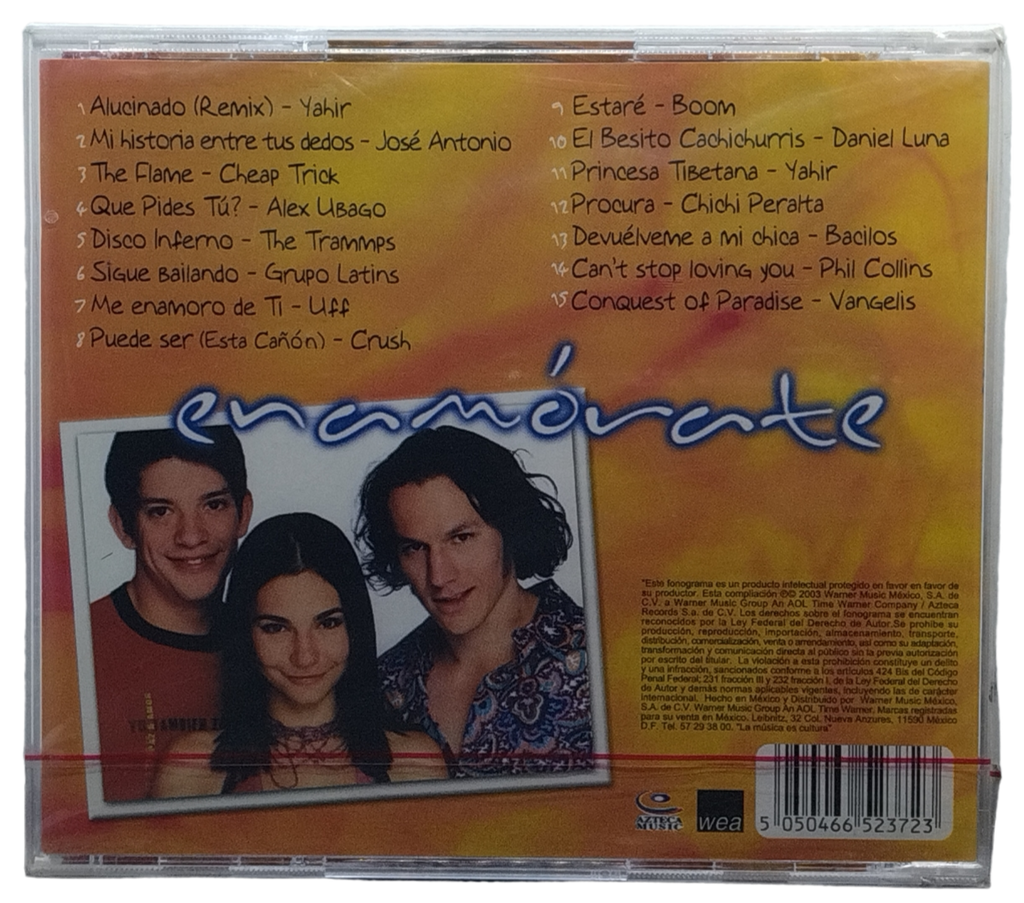 1 Alucinado (Remix) - Yahir
2 Mi historia entre tus dedos - José Antonio
3 The Flame - Cheap Trick
4 Que Pides Tú? - Alex Ubago
5 Disco Inferno - The Trammps
6 Sigue bailando - Grupo Latins
7 Me enamoro de Ti - Uff
8 Puede ser (Esta Cañón) - Crush
9 Estaré - Boom
10 El Besito Cachichurris - Daniel Luna
11 Princesa Tibetana - Yahir
12 Procura - Chichi Peralta
13 Devuélveme a mi chica - Bacilos
14 Can't stop loving you - Phil Collins
15 Conquest of Paradise - Vangelis
enamórate
"Este fonograma es un producto intelectual protegido en favor en favor de
su productor. Esta compilación ℗© 2003 Warner Music México, S.A. de
C.V. a Warner Music Group An AOL Time Warner Company / Azteca
Records S.a. de C.V. Los derechos sobre el fonograma se encuentran
reconocidos por la Ley Federal del Derecho de Autor.Se prohibe su
producción, reproducción, importación, almacenamiento, transporte,
distribución, comercialización, venta o arrendamiento, así como su adaptación,
transformación y comunicación directa al público sin la previa autorización
por escrito del titular. La violación a esta prohibición constituye un delito
y una infracción, sancionados conforme a los artículos 424 Bis del Código
Penal Federal; 231 fracción III y 232 fracción I, de la Ley Federal del Derecho
de Autor y demás normas aplicables vigentes, incluyendo las de carácter
internacional. Hecho en México y Distribuido por Warner Music México,
S.A. de C.V. Warner Music Group An AOL Time Warner, Marcas registradas
para su venta en México. Leibnitz, 32 Col. Nueva Anzures, 11590 México
D.F. Tel. 57 29 38 00. "La música es cultura"
AZTECA
MUSIC
wea
5 050466 523723